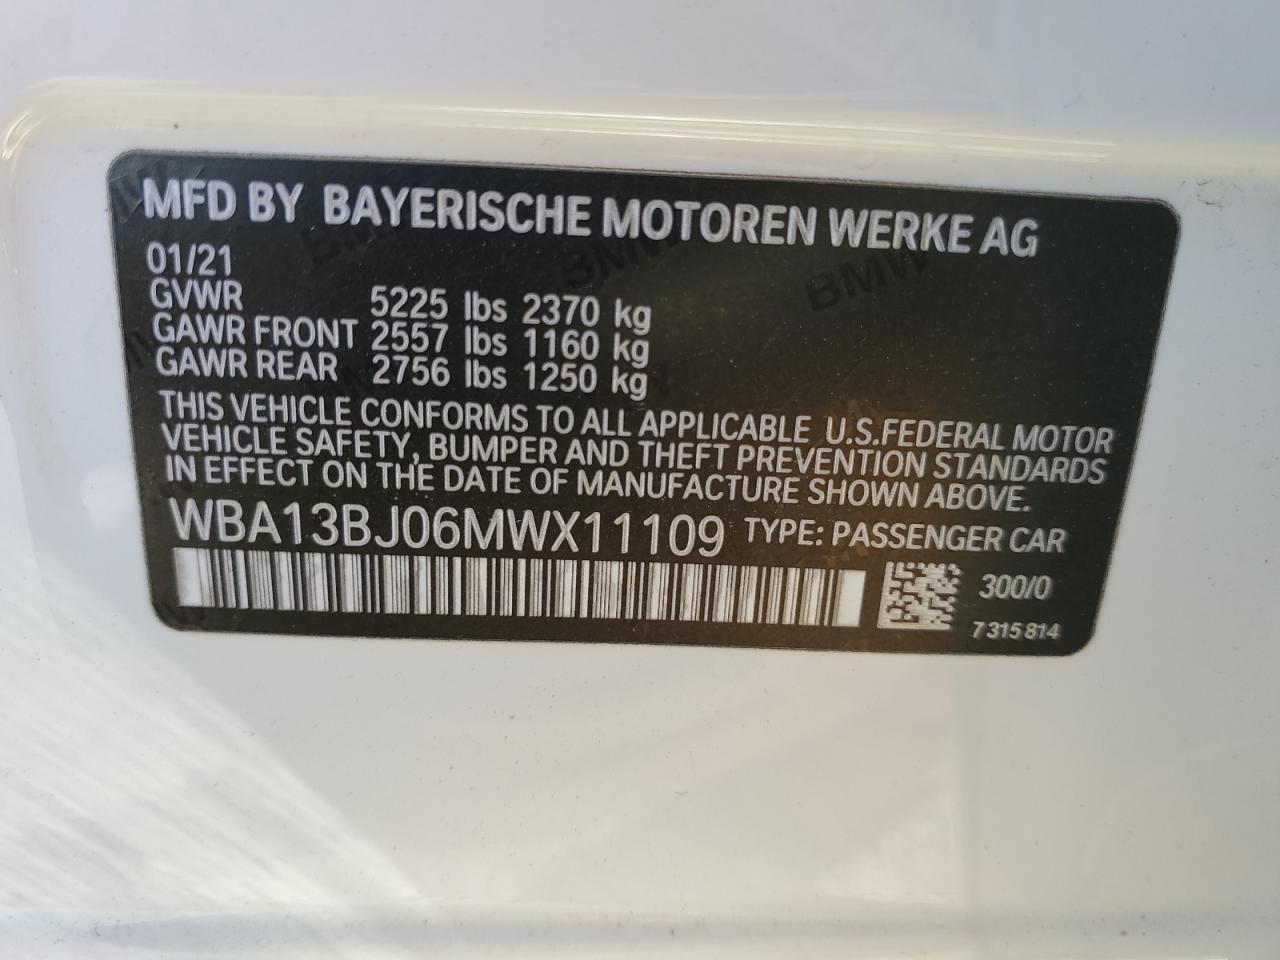 MFD BY BAYERISCHE MOTOREN WERKE AG
01/21
GVWR 5225 lbs 2370 kg
GAWR FRONT 2557 lbs 1160 kg
GAWR REAR 2756 lbs 1250 kg
THIS VEHICLE CONFORMS TO ALL APPLICABLE U.S.FEDERAL MOTOR
VEHICLE SAFETY, BUMPER AND THEFT PREVENTION STANDARDS
IN EFFECT ON THE DATE OF MANUFACTURE SHOWN ABOVE.
WBA13BJ06MWX11109 TYPE: PASSENGER CAR
300/0
7 315 814